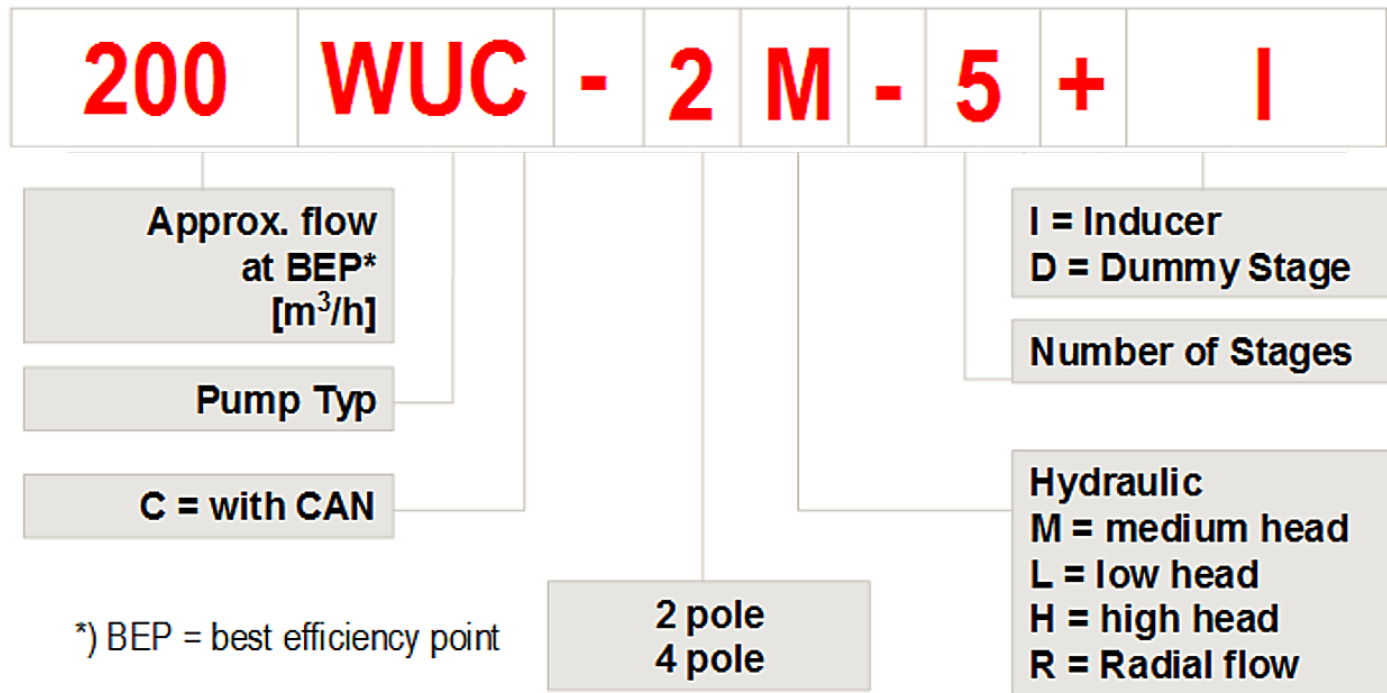 200 WUC - 2 M - 5 + I
Approx. flow
at BEP*
[m³/h]
Pump Typ
C = with CAN
*) BEP = best efficiency point
2 pole
4 pole
I = Inducer
D = Dummy Stage
Number of Stages
Hydraulic
M = medium head
L = low head
H = high head
R = Radial flow